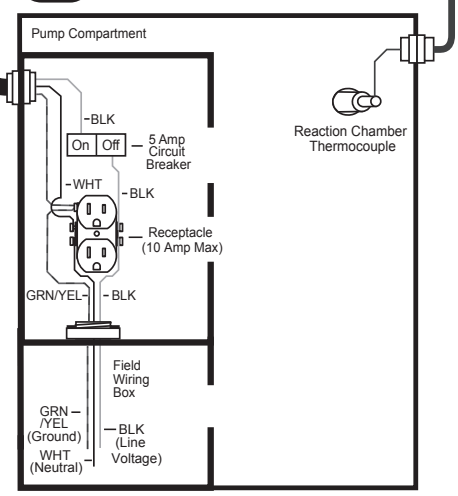 Pump Compartment
BLK
On Off
5 Amp
Circuit
Breaker
WHT
BLK
Receptacle
(10 Amp Max)
GRN/YEL
BLK
Reaction Chamber
Thermocouple
Field
Wiring
Box
GRN
/YEL
(Ground)
WHT
(Neutral)
BLK
(Line
Voltage)